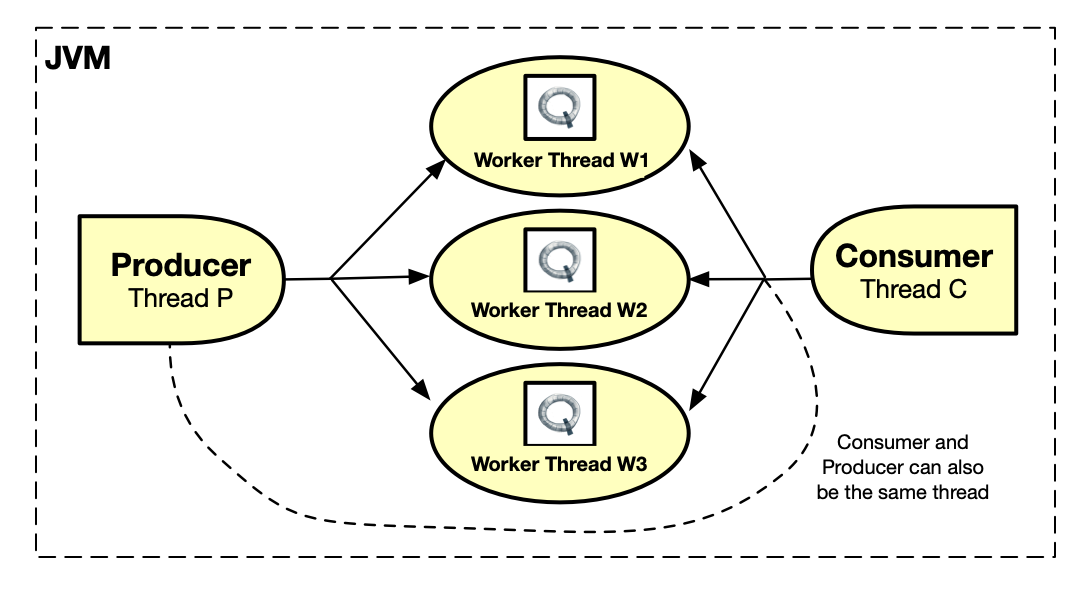 JVM
Worker Thread W1
Producer
Thread P
Worker Thread W2
Consumer
Thread C
Worker Thread W3
Consumer and
Producer can also
be the same thread